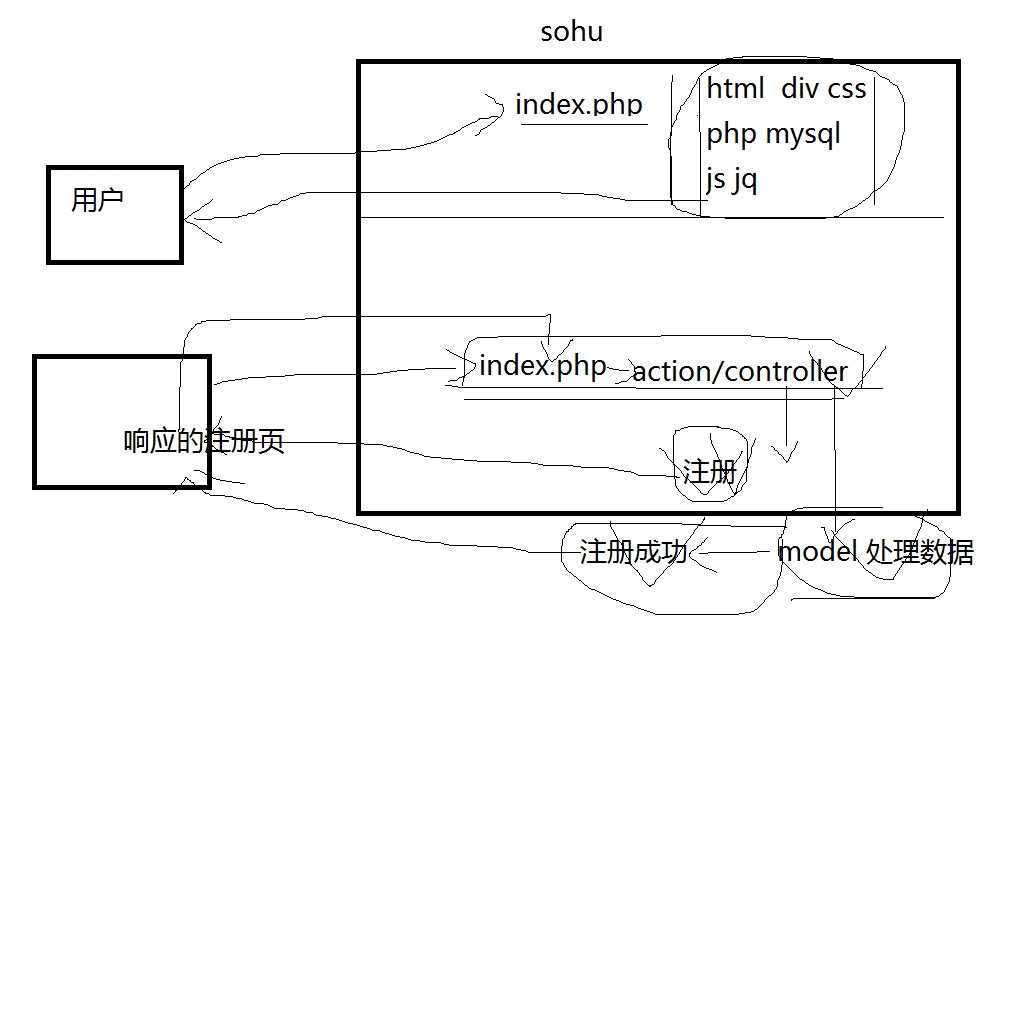 sohu
index.php
html div css
php mysql
js jq
用户
index.php
action/controller
响应的注册页
注册
注册成功
model 处理数据